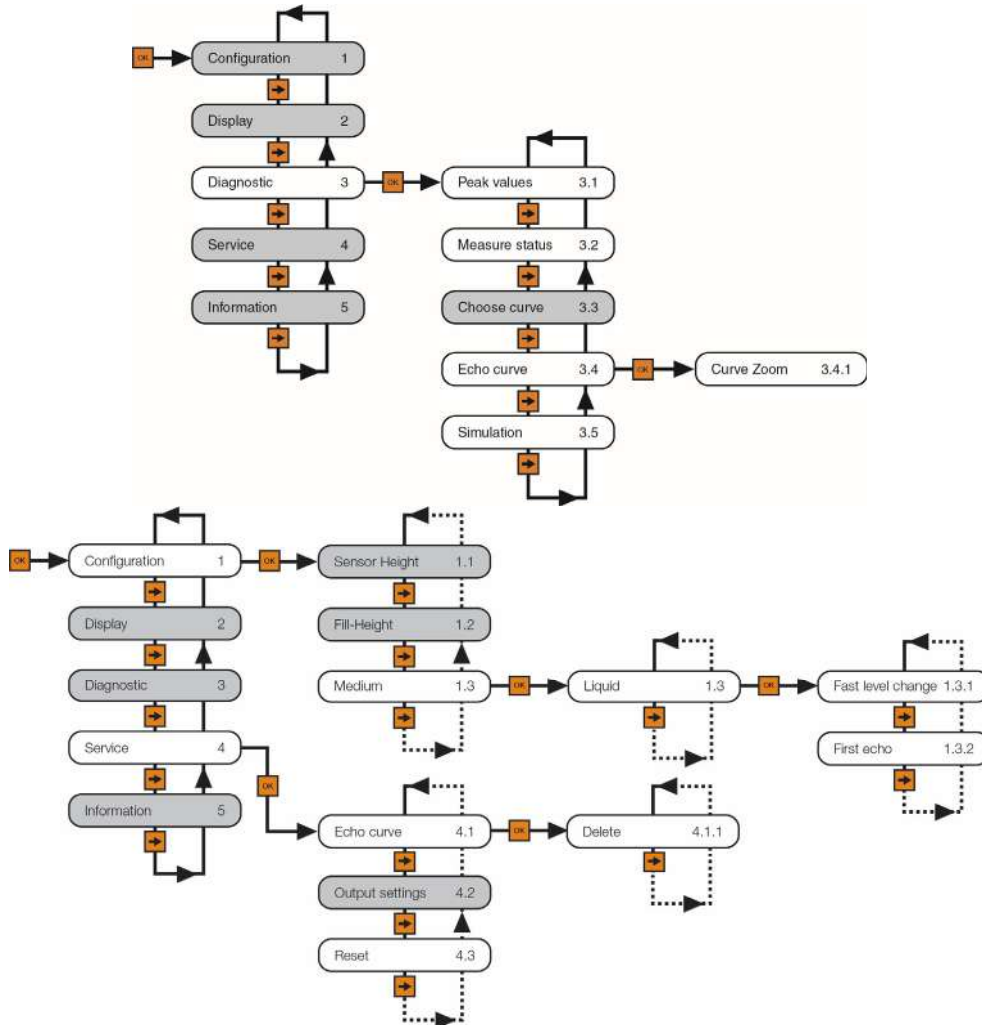 OK
Configuration 1
Display 2
Diagnostic 3
OK
Service 4
Information 5
Peak values 3.1
Measure status 3.2
Choose curve 3.3
Echo curve 3.4
OK
Curve Zoom 3.4.1
Simulation 3.5
OK
Configuration 1
OK
Display 2
Diagnostic 3
Service 4
OK
Information 5
Sensor Height 1.1
Fill-Height 1.2
Medium 1.3
OK
Liquid 1.3
OK
Fast level change 1.3.1
First echo 1.3.2
Echo curve 4.1
OK
Delete 4.1.1
Output settings 4.2
Reset 4.3